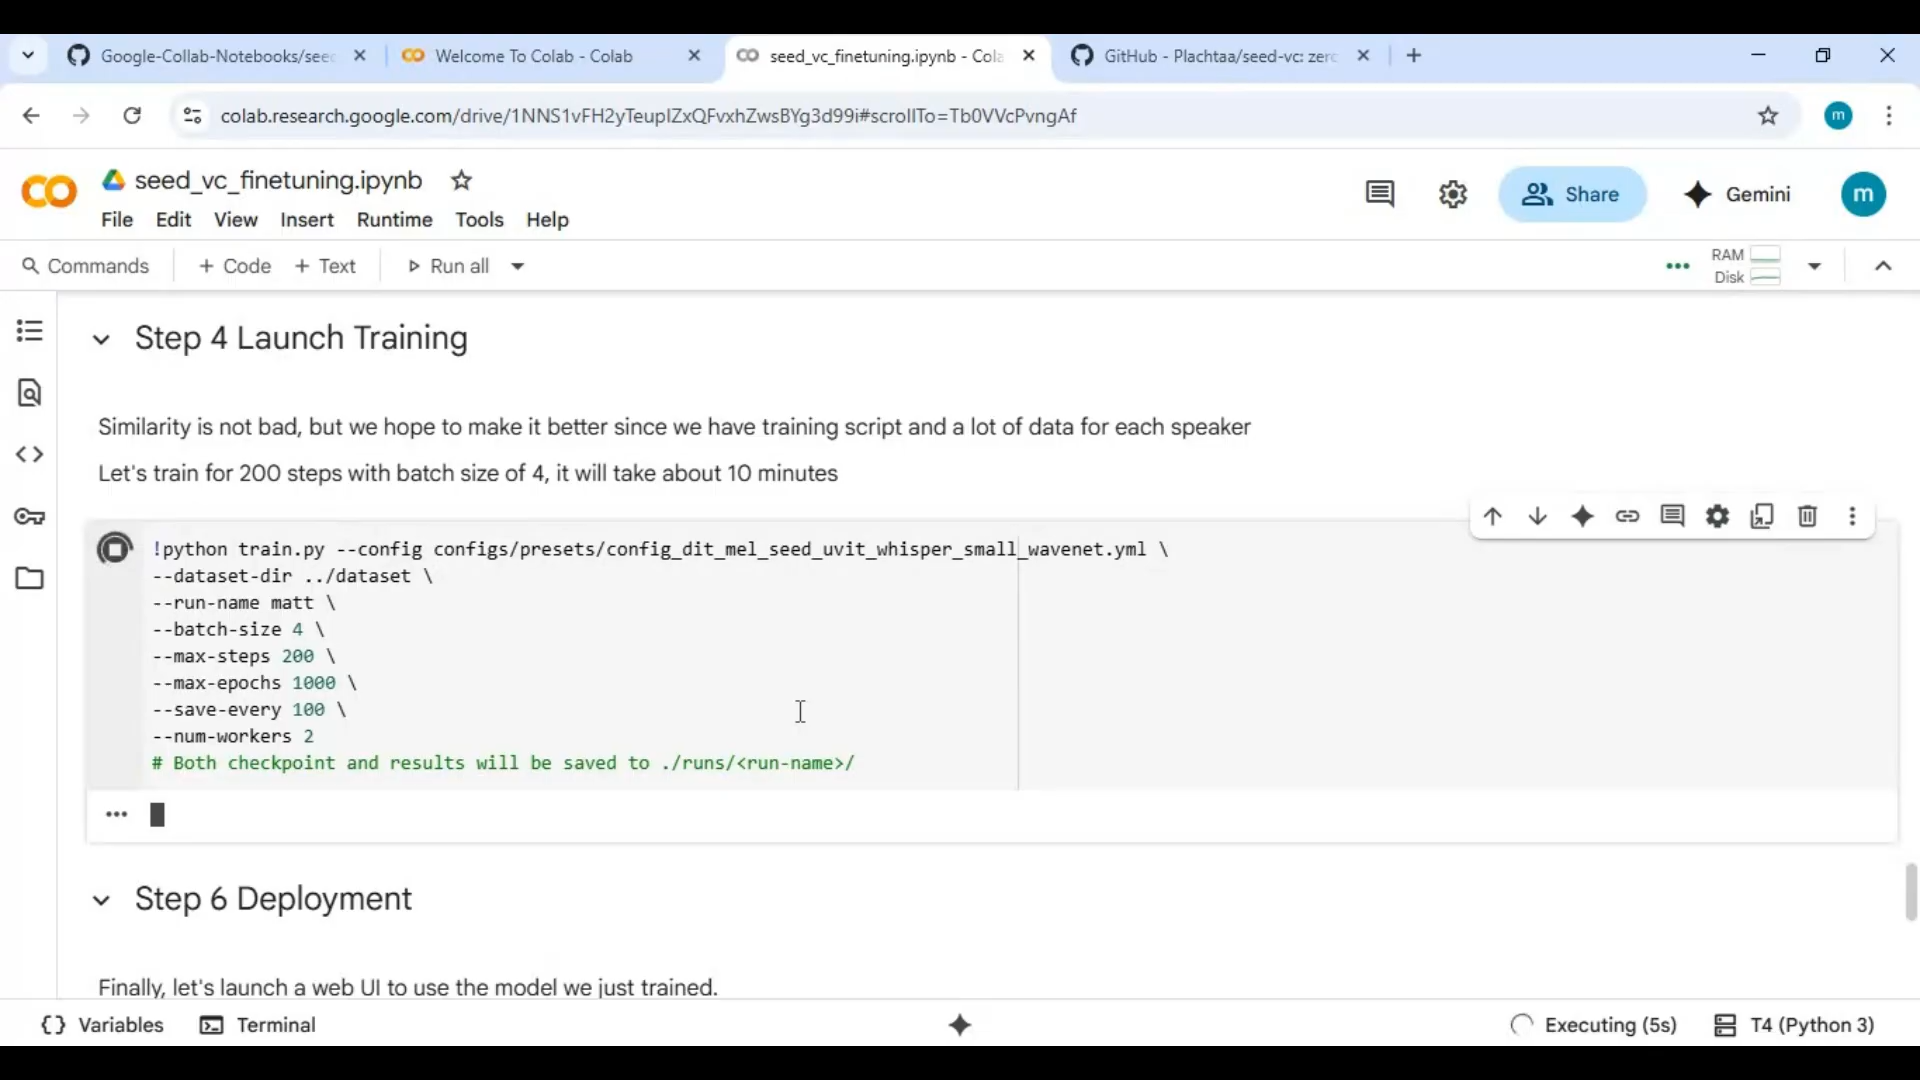 Google-Collab-Notebooks/see
Welcome To Colab - Colab
seed_vc_finetuning.ipynb - Cola
GitHub - Plachtaa/seed-vc: zero
colab.research.google.com/drive/1NNS1vFH2yTeuplZxQFvxhZwsBYg3d99i#scrollTo=Tb0VVcPvngAf
m
seed_vc_finetuning.ipynb
Share
Gemini
m
File Edit View Insert Runtime Tools Help
Commands
+ Code + Text
Run all
RAM
Disk
Step 4 Launch Training
Similarity is not bad, but we hope to make it better since we have training script and a lot of data for each speaker
Let's train for 200 steps with batch size of 4, it will take about 10 minutes
!python train.py --config configs/presets/config_dit_mel_seed_uvit_whisper_small_wavenet.yml \
--dataset-dir ../dataset \
--run-name matt \
--batch-size 4 \
--max-steps 200 \
--max-epochs 1000 \
--save-every 100 \
--num-workers 2
# Both checkpoint and results will be saved to ./runs/<run-name>/
Step 6 Deployment
Finally, let's launch a web UI to use the model we just trained.
Variables
Terminal
Executing (5s)
T4 (Python 3)